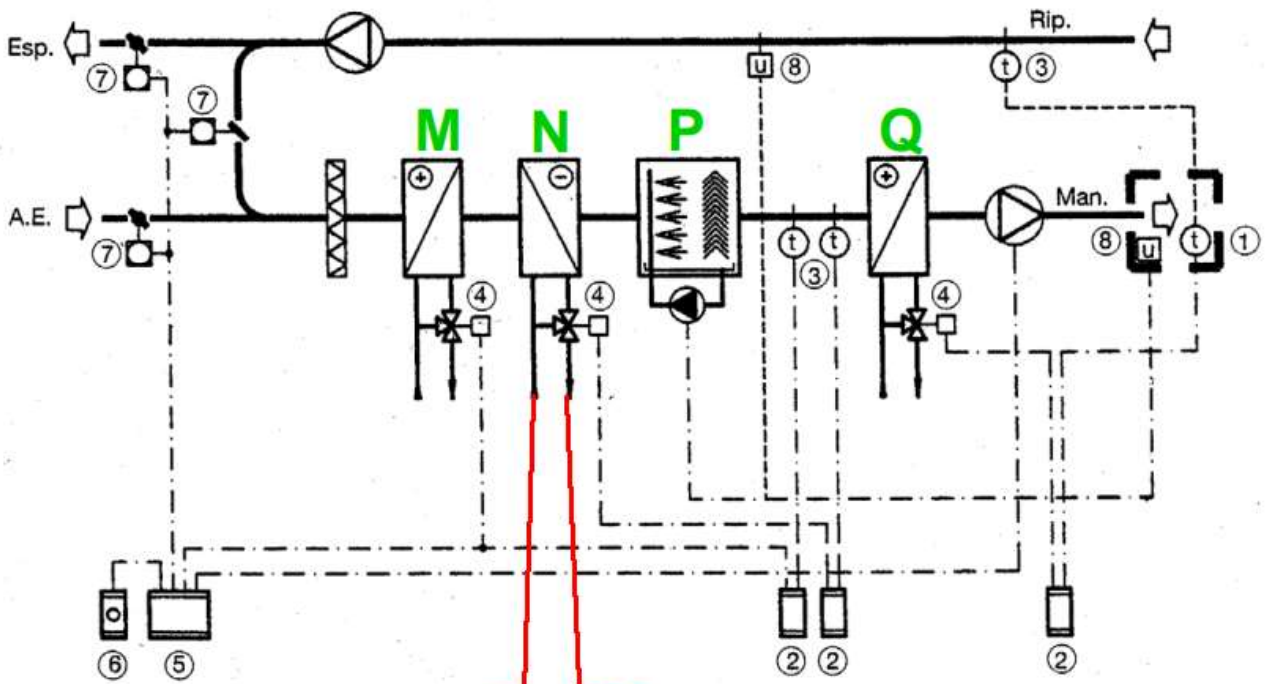 Rip.
Esp.
7
u 8
t 3
7
M N P Q
+ - +
A.E.
Man.
7
t t
3
8 u t 1
4 4 4
6 5 2 2 2